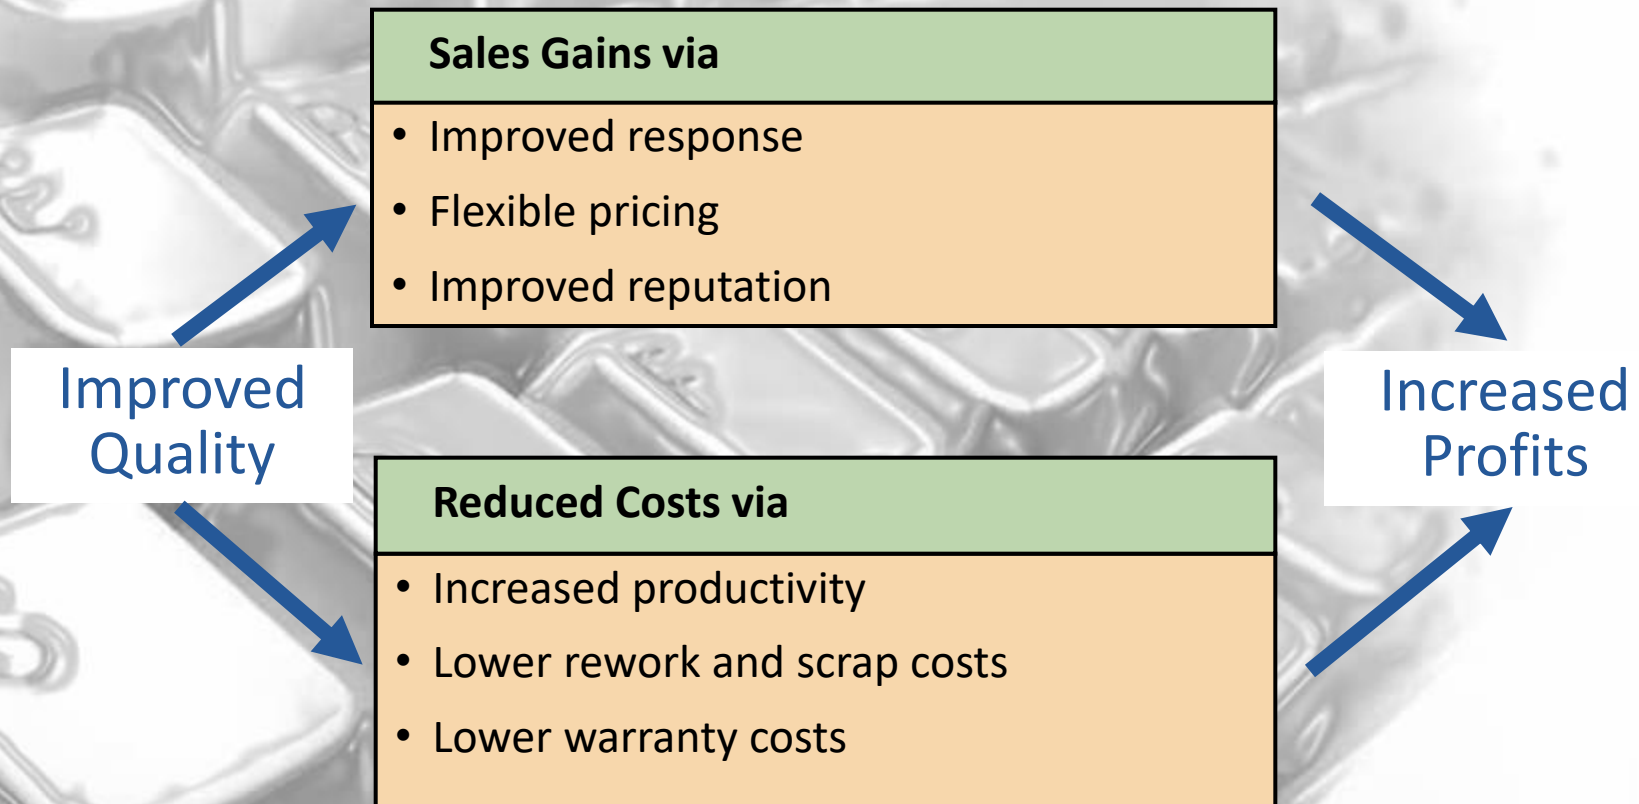 Sales Gains via
• Improved response
• Flexible pricing
• Improved reputation
Improved
Quality
Increased
Profits
Reduced Costs via
• Increased productivity
• Lower rework and scrap costs
• Lower warranty costs